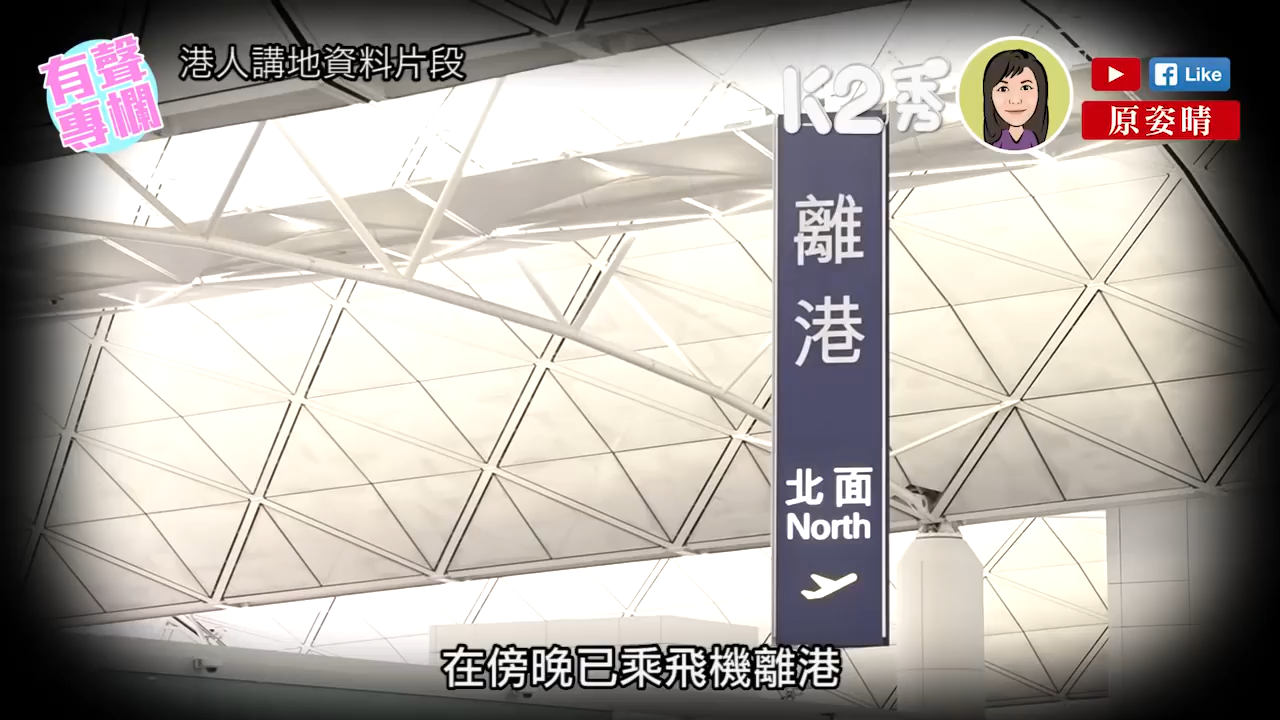 有聲
專欄
港人講地資料片段
K2秀
Like
原姿晴
離
港
北面
North
在傍晚已乘飛機離港